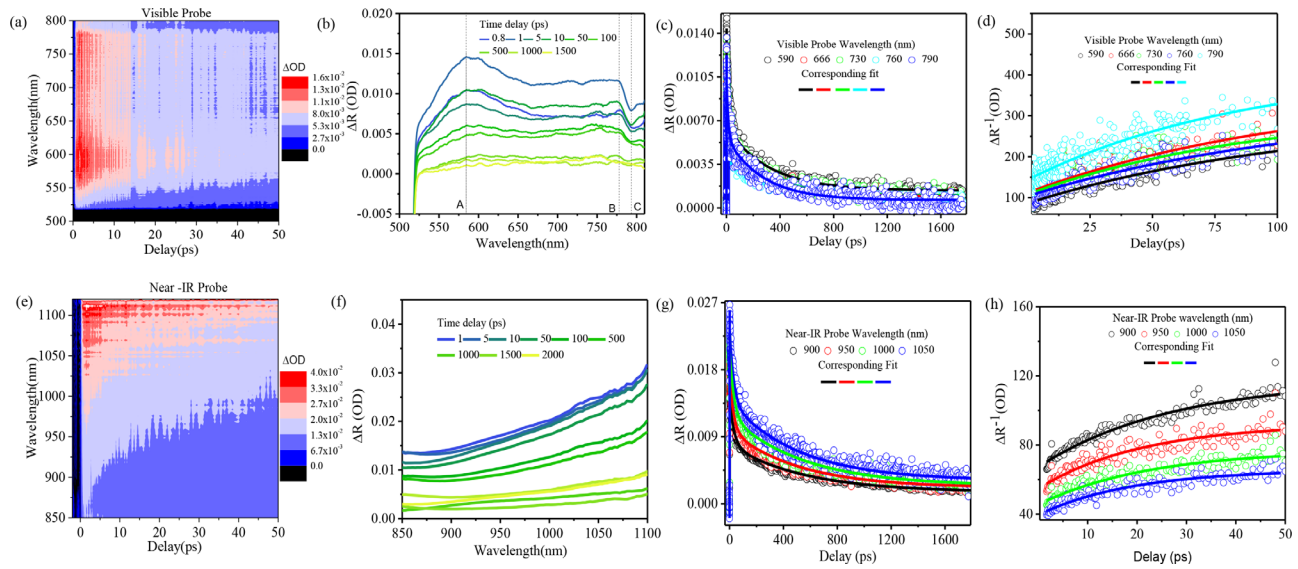 (a)
Visible Probe
800
750
700
650
600
550
500
Wavelength(nm)
0 10 20 30 40 50
Delay(ps)
ΔOD
1.6x10⁻²
1.3x10⁻²
1.1x10⁻²
8.0x10⁻³
5.3x10⁻³
2.7x10⁻³
0.0
(b)
0.020
0.015
0.010
0.005
0.000
-0.005
ΔR (OD)
Time delay (ps)
0.8 1 5 10 50 100
500 1000 1500
A B C
500 550 600 650 700 750 800
Wavelength(nm)
(c)
0.0140
0.0105
0.0070
0.0035
0.0000
ΔR (OD)
Visible Probe Wavelength (nm)
590 666 730 760 790
Corresponding fit
0 400 800 1200 1600
Delay (ps)
(d)
500
400
300
200
100
ΔR⁻¹ (OD)
Visible Probe Wavelength (nm)
590 666 730 760 790
Corresponding Fit
0 25 50 75 100
Delay(ps)
(e)
Near -IR Probe
1100
1050
1000
950
900
850
Wavelength(nm)
0 10 20 30 40 50
Delay(ps)
ΔOD
4.0x10⁻²
3.3x10⁻²
2.7x10⁻²
2.0x10⁻²
1.3x10⁻²
6.7x10⁻³
0.0
(f)
0.04
0.03
0.02
0.01
0.00
ΔR (OD)
Time delay (ps)
1 5 10 50 100 500
1000 1500 2000
850 900 950 1000 1050 1100
Wavelength(nm)
(g)
0.027
0.018
0.009
0.000
ΔR (OD)
Near-IR Probe Wavelength (nm)
900 950 1000 1050
Corresponding Fit
0 400 800 1200 1600
Delay (ps)
(h)
160
120
80
40
ΔR⁻¹ (OD)
Near-IR Probe Wavelength (nm)
900 950 1000 1050
Corresponding Fit
0 10 20 30 40 50
Delay (ps)